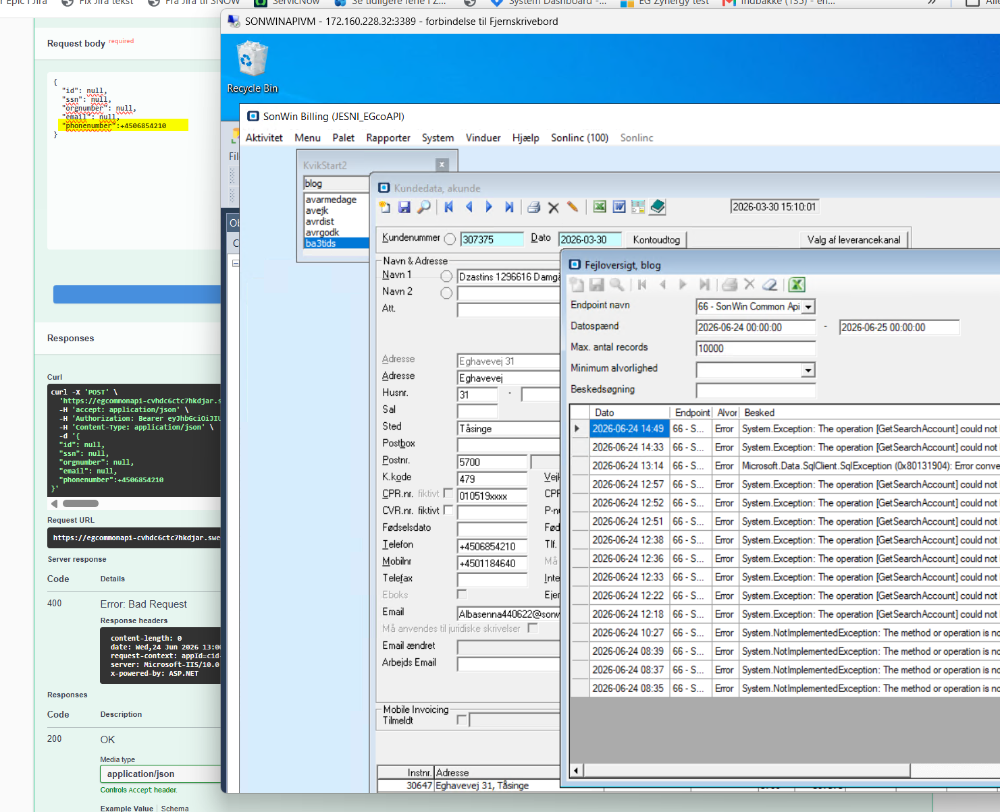 Epic i Jira
Fix Jira tekst
Fra Jira til SNOW
ServicNow
Se tidligere
System Dashboard -...
EG Zynergy test
Indbakke (135) - en...
»
Alle
SONWINAPIVM - 172.160.228.32:3389 - forbindelse til Fjernskrivebord
Request body required
{
"id": null,
"ssn": null,
"orgnumber": null,
"email": null,
"phonenumber":+4506854210
}
Responses
Curl
curl -X 'POST' \
'https://egcommonapi-cvhdc6ctc7hkdjar.s
-H 'accept: application/json' \
-H 'Authorization: Bearer eyJhbGciOiJIU
-H 'Content-Type: application/json' \
-d '{
"id": null,
"ssn": null,
"orgnumber": null,
"email": null,
"phonenumber":+4506854210
}'
Request URL
https://egcommonapi-cvhdc6ctc7hkdjar.swe
Server response
Code Details
400 Error: Bad Request
Response headers
content-length: 0
date: Wed,24 Jun 2026 13:0
request-context: appId=cid-
server: Microsoft-IIS/10.0
x-powered-by: ASP.NET
Responses
Code Description
200 OK
Media type
application/json
Controls Accept header.
Example Value Schema
Recycle Bin
Fil
Ob
C
SonWin Billing (JESNI_EGcoAPI)
Aktivitet Menu Palet Rapporter System Vinduer Hjælp Sonlinc (100) Sonlinc
KvikStart2 x
blog
avarmedage
avejk
avrdist
avrgodk
ba3tids
Kundedata, akunde
2026-03-30 15:10:01
Kundenummer 307375 Dato 2026-03-30 Kontoudtog Valg af leverancekanal
Navn & Adresse
Navn 1 Dzastins 1296616 Damgå
Navn 2
Att.
Adresse Eghavevej 31
Adresse Eghavevej
Husnr. 31 -
Sal
Sted Tåsinge
Postbox
Postnr. 5700
K.kode 479 Vejk
CPR.nr. fiktivt 010519xxxx CPF
CVR.nr. fiktivt P-n
Fødselsdato Fød
Telefon +4506854210 Tlf.
Mobilnr +4501184640 Må
Telefax Inte
Eboks Ejer
Email Albasenna440622@sonw
Må anvendes til juridiske skrivelser
Email ændret
Arbejds Email
Mobile Invoicing
Tilmeldt
Instnr. Adresse
30647 Eghavevej 31, Tåsinge
Fejloversigt, blog
Endpoint navn 66 - SonWin Common Api
Datospænd 2026-06-24 00:00:00 - 2026-06-25 00:00:00
Max. antal records 10000
Minimum alvorlighed
Beskedsøgning
Dato Endpoint Alvor Besked
2026-06-24 14:49 66 - S... Error System.Exception: The operation [GetSearchAccount] could not
2026-06-24 14:33 66 - S... Error System.Exception: The operation [GetSearchAccount] could not
2026-06-24 13:14 66 - S... Error Microsoft.Data.SqlClient.SqlException (0x80131904): Error conve
2026-06-24 12:57 66 - S... Error System.Exception: The operation [GetSearchAccount] could not
2026-06-24 12:52 66 - S... Error System.Exception: The operation [GetSearchAccount] could not
2026-06-24 12:51 66 - S... Error System.Exception: The operation [GetSearchAccount] could not
2026-06-24 12:38 66 - S... Error System.Exception: The operation [GetSearchAccount] could not
2026-06-24 12:36 66 - S... Error System.Exception: The operation [GetSearchAccount] could not
2026-06-24 12:33 66 - S... Error System.Exception: The operation [GetSearchAccount] could not
2026-06-24 12:22 66 - S... Error System.Exception: The operation [GetSearchAccount] could not
2026-06-24 12:18 66 - S... Error System.Exception: The operation [GetSearchAccount] could not
2026-06-24 10:27 66 - S... Error System.NotImplementedException: The method or operation is no
2026-06-24 08:39 66 - S... Error System.NotImplementedException: The method or operation is no
2026-06-24 08:37 66 - S... Error System.NotImplementedException: The method or operation is no
2026-06-24 08:35 66 - S... Error System.NotImplementedException: The method or operation is no